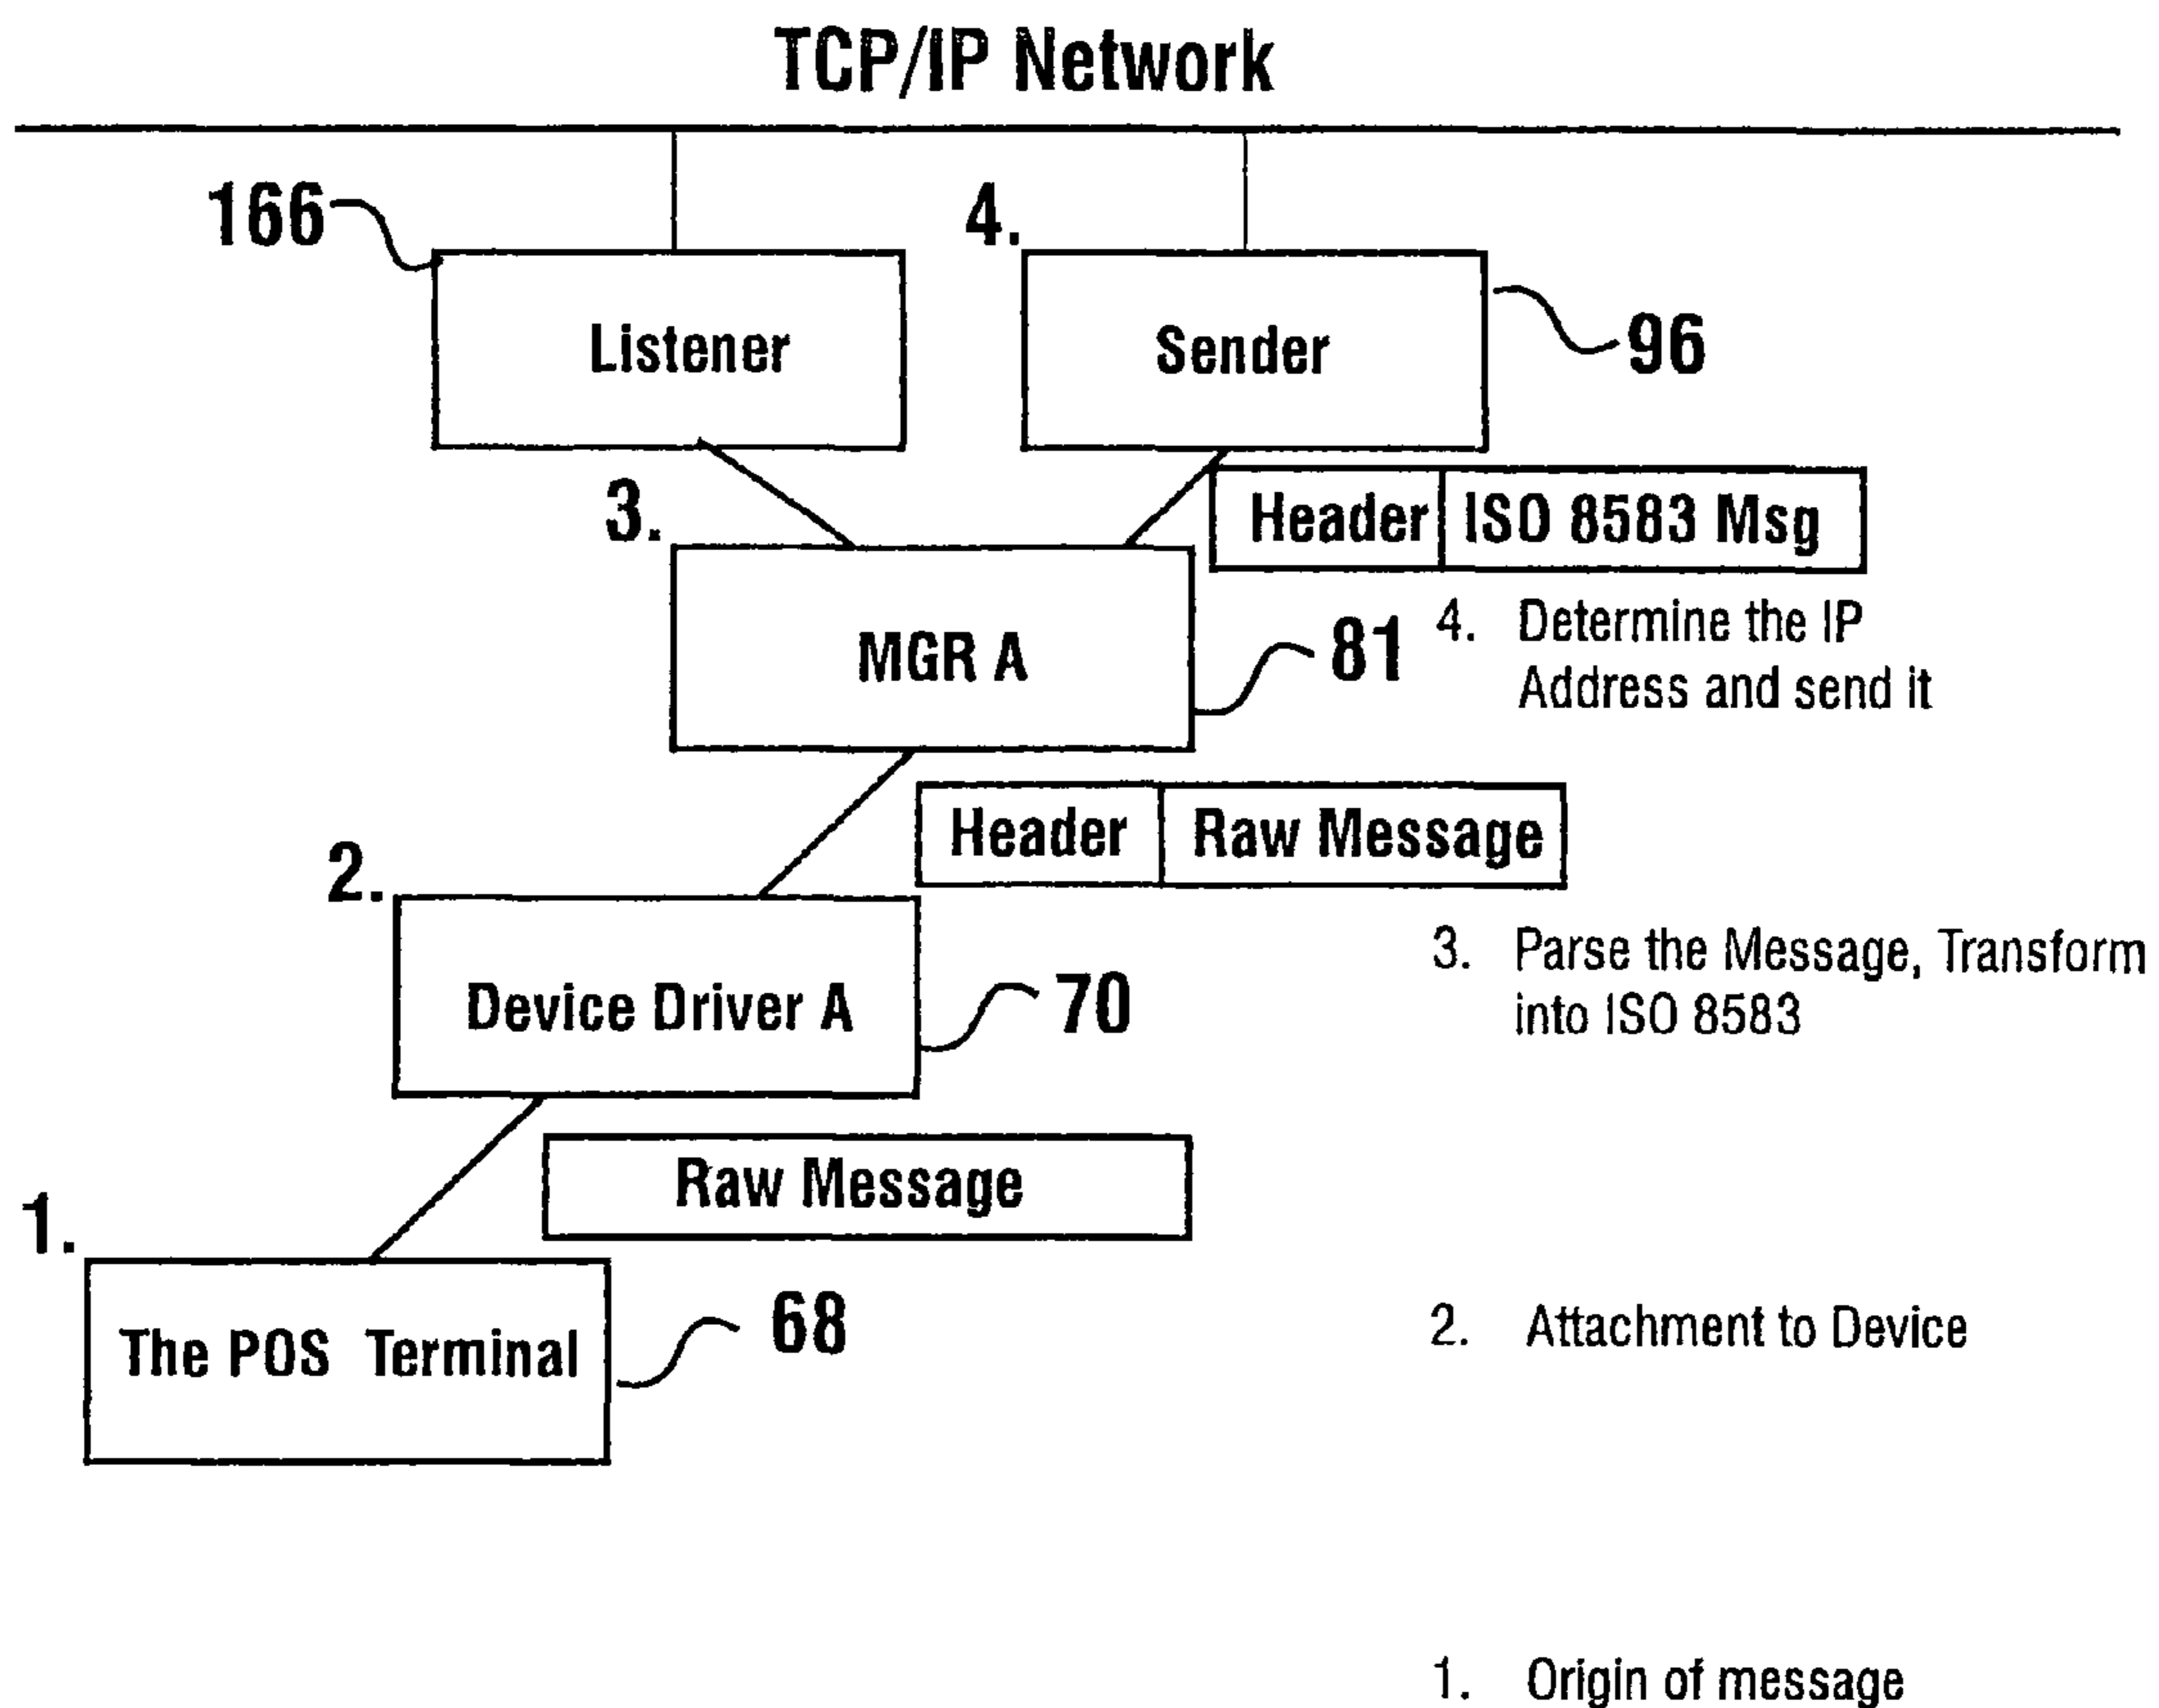 TCP/IP Network
166
4.
Listener
Sender
96
3.
Header ISO 8583 Msg
MGR A
81
4. Determine the IP
Address and send it
Header Raw Message
2.
Device Driver A
70
3. Parse the Message, Transform
into ISO 8583
Raw Message
1.
The POS Terminal
68
2. Attachment to Device
1. Origin of message